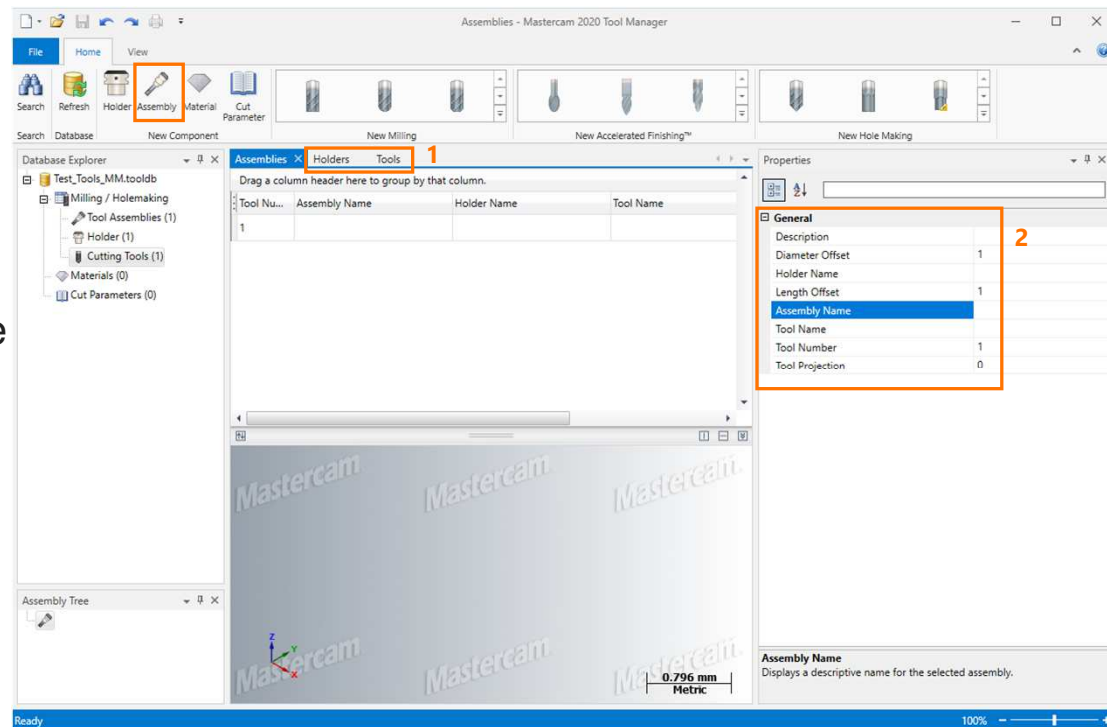 Assemblies - Mastercam 2020 Tool Manager
File Home View
Search Refresh Holder Assembly Material Cut Parameter
Search Database New Component New Milling New Accelerated Finishing™ New Hole Making
Database Explorer
Test_Tools_MM.tooldb
Milling / Holemaking
Tool Assemblies (1)
Holder (1)
Cutting Tools (1)
Materials (0)
Cut Parameters (0)
e
Assembly Tree
Assemblies Holders Tools 1
Drag a column header here to group by that column.
Tool Nu... Assembly Name Holder Name Tool Name
1
Mastercam Mastercam Mastercam.
Mastercam Mastercam Mastercam.
Z
Y
X
0.796 mm
Metric
Properties
General
2
Description
Diameter Offset 1
Holder Name
Length Offset 1
Assembly Name
Tool Name
Tool Number 1
Tool Projection 0
Assembly Name
Displays a descriptive name for the selected assembly.
Ready 100%